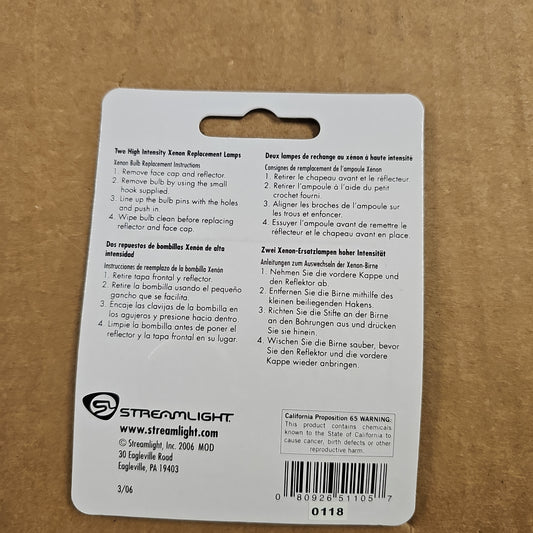 Two High Intensity Xenon Replacement Lamps
Xenon Bulb Replacement Instructions
1. Remove face cap and reflector.
2. Remove bulb by using the small
hook supplied.
3. Line up the bulb pins with the holes
and push in.
4. Wipe bulb clean before replacing
reflector and face cap.
Deux lampes de rechange au xénon à haute intensité
Consignes de remplacement de l'ampoule Xénon
1. Retirer le chapeau avant et le réflecteur.
2. Retirer l'ampoule à l'aide du petit
crochet fourni.
3. Aligner les broches de l'ampoule sur
les trous et enfoncer.
4. Essuyer l'ampoule avant de remettre le
réflecteur et le chapeau avant en place.
Dos repuestos de bombillas Xenón de alta
intensidad
Instrucciones de reemplazo de la bombilla Xenón
1. Retire tapa frontal y reflector.
2. Retire la bombilla usando el pequeño
gancho que se facilita.
3. Encaje las clavijas de la bombilla en
los agujeros y presione hacia dentro.
4. Limpie la bombilla antes de poner el
reflector y la tapa frontal en su lugar.
Zwei Xenon-Ersatzlampen hoher Intensität
Anleitungen zum Auswechseln der Xenon-Birne
1. Nehmen Sie die vordere Kappe und
den Reflektor ab.
2. Entfernen Sie die Birne mithilfe des
kleinen beiliegenden Hakens.
3. Richten Sie die Stifte an der Birne
an den Bohrungen aus und drücken
Sie sie hinein.
4. Wischen Sie die Birne sauber, bevor
Sie den Reflektor und die vordere
Kappe wieder anbringen.
SL STREAMLIGHT
www.streamlight.com
© Streamlight, Inc. 2006 MOD
30 Eagleville Road
Eagleville, PA 19403
3/06
California Proposition 65 WARNING:
This product contains chemicals
known to the State of California to
cause cancer, birth defects or other
reproductive harm.
0 80926 51105 7
0118